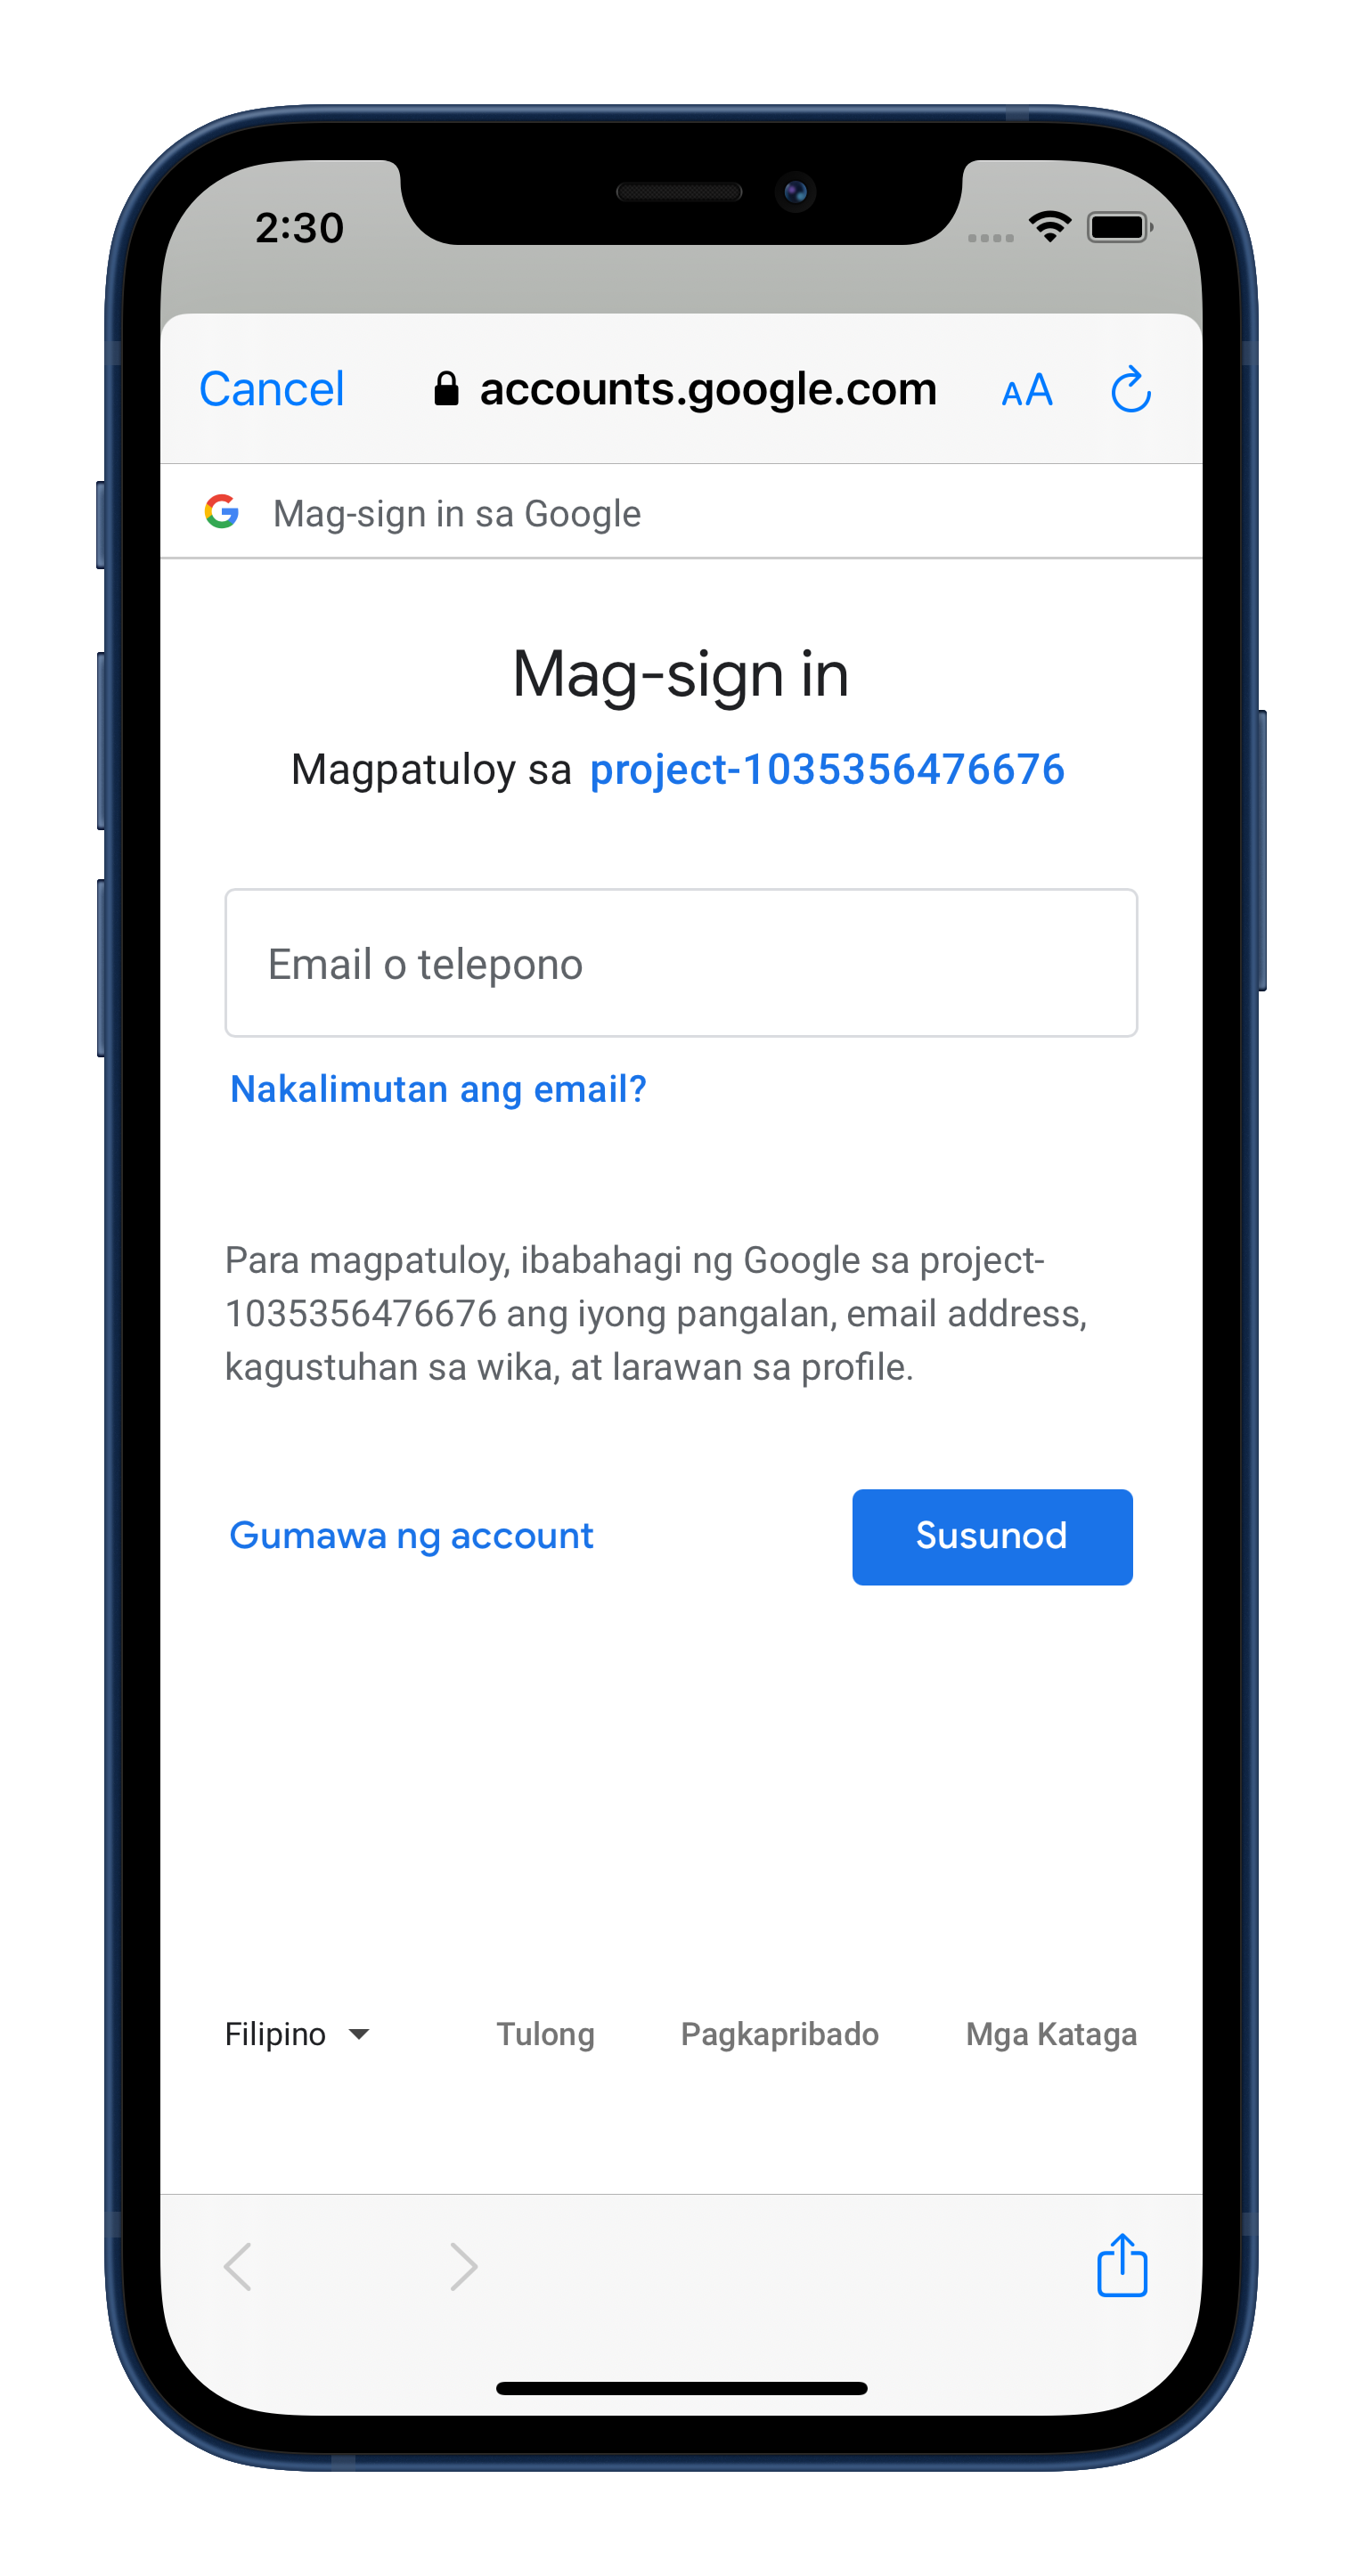 2:30
Cancel accounts.google.com AA
Mag-sign in sa Google
Mag-sign in
Magpatuloy sa project-1035356476676
Email o telepono
Nakalimutan ang email?
Para magpatuloy, ibabahagi ng Google sa project-
1035356476676 ang iyong pangalan, email address,
kagustuhan sa wika, at larawan sa profile.
Gumawa ng account Susunod
Filipino Tulong Pagkapribado Mga Kataga